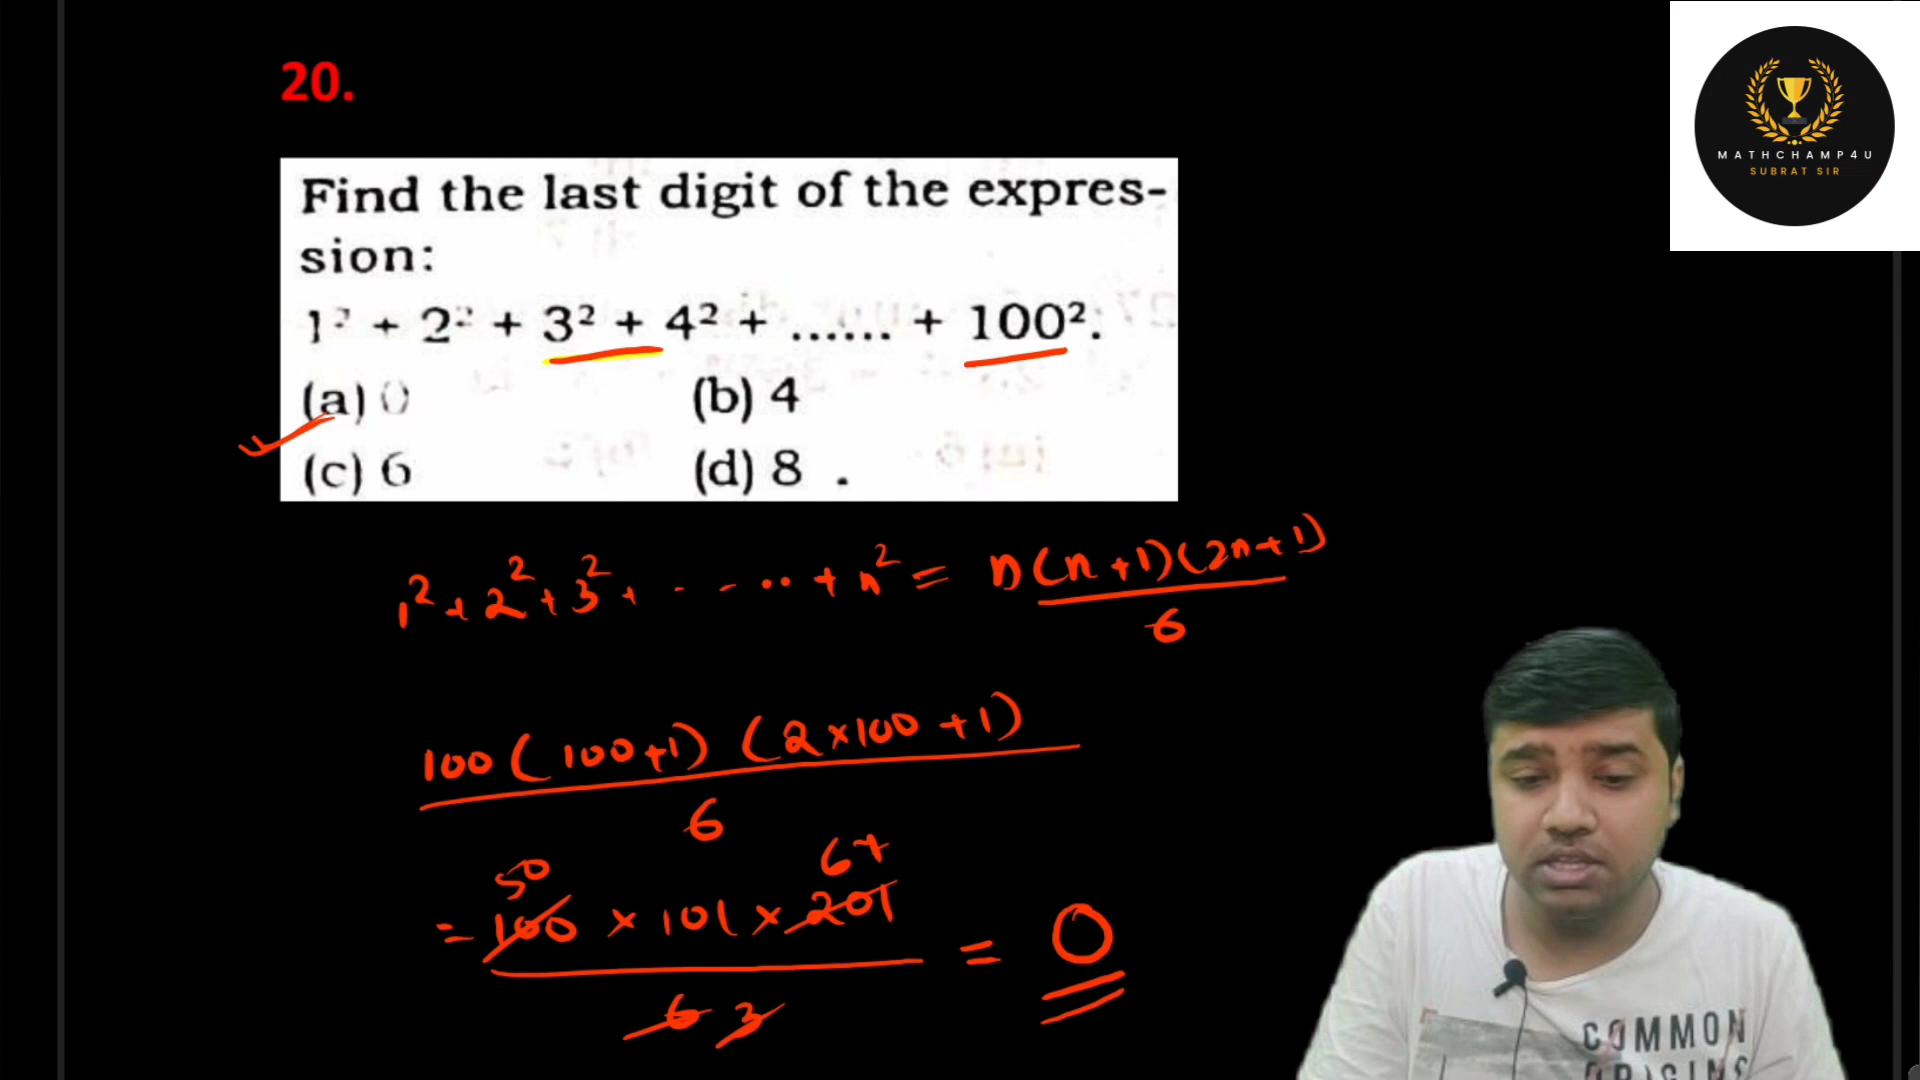 20.
MATHCHAMP4U
SUBRAT SIR
Find the last digit of the expres-
sion:
1² + 2² + 3² + 4² + ...... + 100².
(a) 0 (b) 4
(c) 6 (d) 8 .
1² + 2² + 3² + - - .. + n² = n(n+1)(2n+1)
6
100 (100+1) (2×100+1)
6
50 67
= 100 × 101 × 201 = 0
6 3
COMMON
ORIGINS